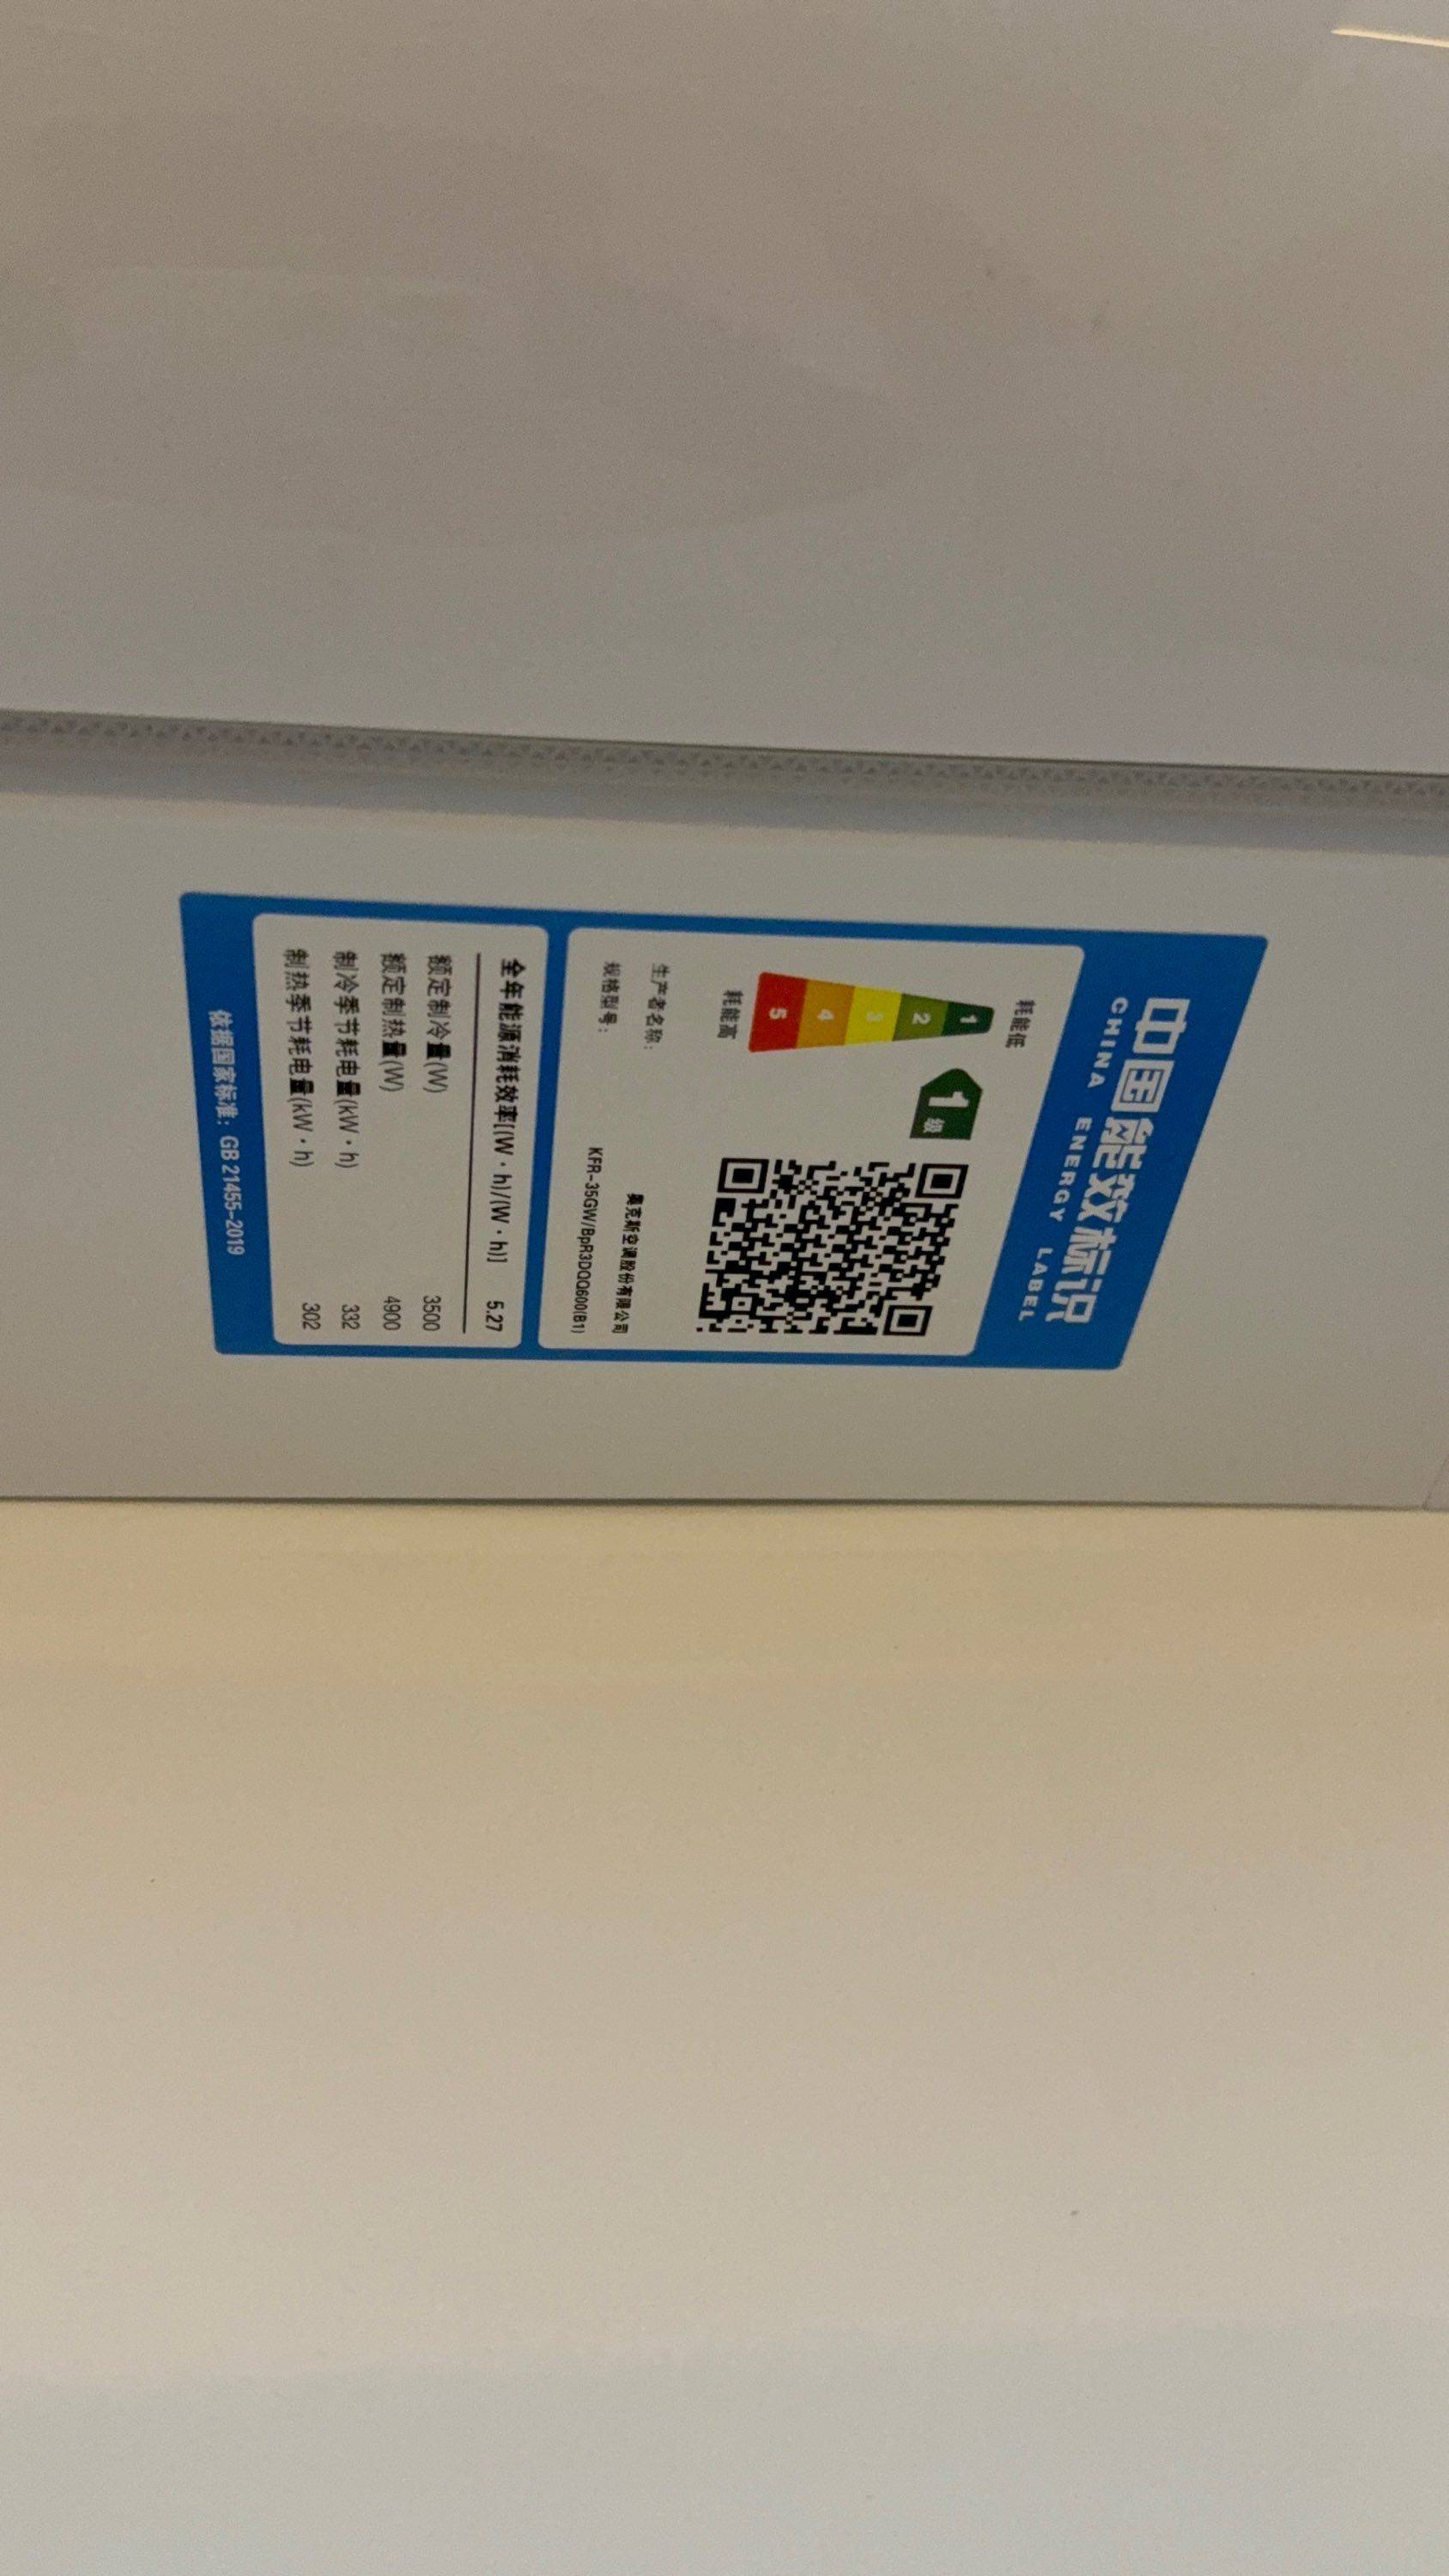 中国能效标识
CHINA ENERGY LABEL
耗能低
1
2
3
4
5
耗能高
1级
生产者名称: 奥克斯空调股份有限公司
规格型号: KFR-35GW/BpR3DQQ600(B1)
全年能源消耗效率[(W·h)/(W·h)] 5.27
额定制冷量(W) 3500
额定制热量(W) 4900
制冷季节耗电量(kW·h) 332
制热季节耗电量(kW·h) 302
依据国家标准: GB 21455-2019